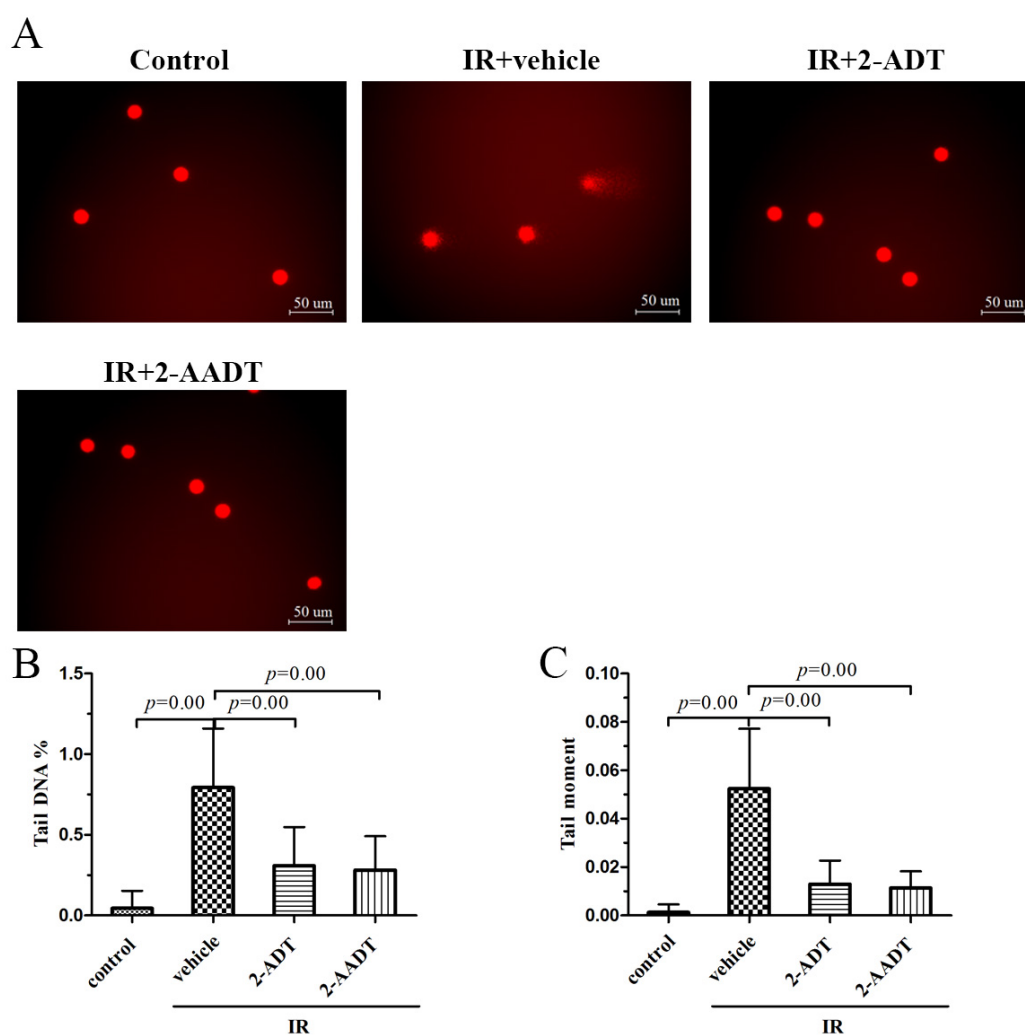 A
Control
IR+vehicle
IR+2-ADT
50 um
50 um
50 um
IR+2-AADT
50 um
B
p=0.00
p=0.00
p=0.00
1.5
1.0
0.5
0.0
Tail DNA %
control
vehicle
2-ADT
2-AADT
IR
C
p=0.00
p=0.00
p=0.00
0.10
0.08
0.06
0.04
0.02
0.00
Tail moment
control
vehicle
2-ADT
2-AADT
IR